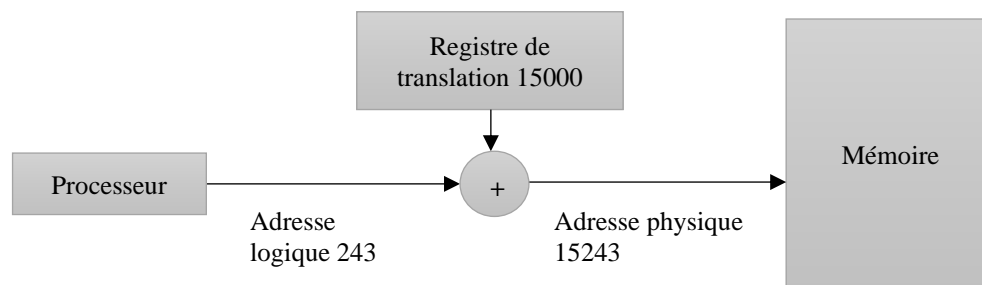 Registre de
translation 15000
Processeur
+
Mémoire
Adresse
logique 243
Adresse physique
15243